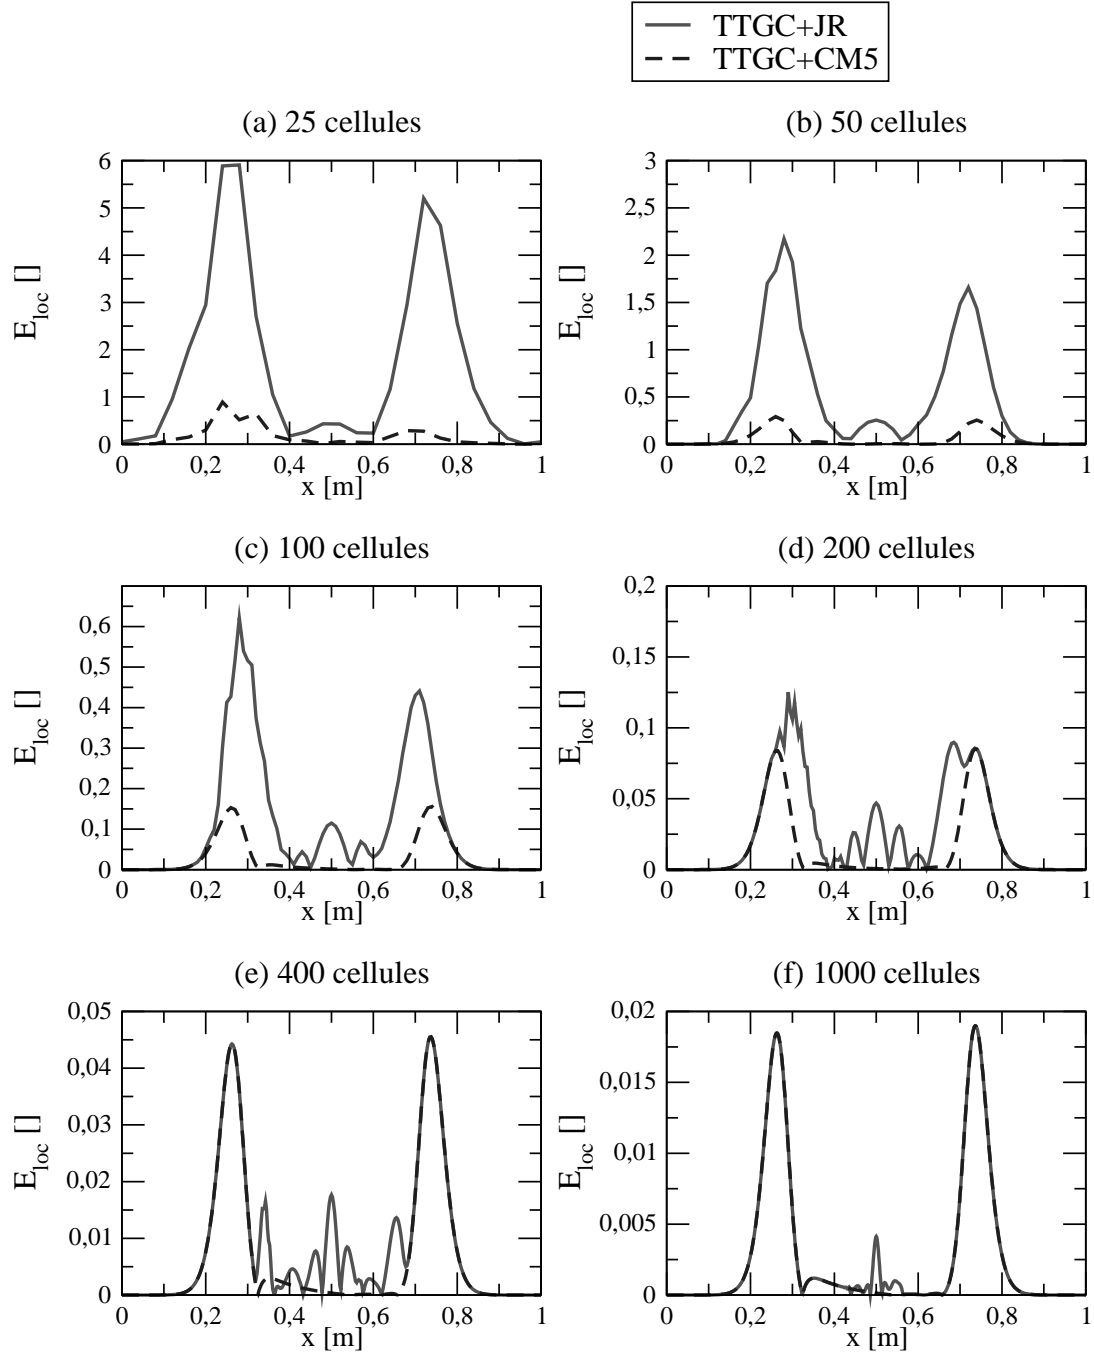 TTGC+JR
TTGC+CM5
(a) 25 cellules
(b) 50 cellules
E_loc []
6
5
4
3
2
1
0
0 0,2 0,4 0,6 0,8 1
x [m]
E_loc []
3
2,5
2
1,5
1
0,5
0
0 0,2 0,4 0,6 0,8 1
x [m]
(c) 100 cellules
(d) 200 cellules
E_loc []
0,6
0,5
0,4
0,3
0,2
0,1
0
0 0,2 0,4 0,6 0,8 1
x [m]
E_loc []
0,2
0,15
0,1
0,05
0
0 0,2 0,4 0,6 0,8 1
x [m]
(e) 400 cellules
(f) 1000 cellules
E_loc []
0,05
0,04
0,03
0,02
0,01
0
0 0,2 0,4 0,6 0,8 1
x [m]
E_loc []
0,02
0,015
0,01
0,005
0
0 0,2 0,4 0,6 0,8 1
x [m]